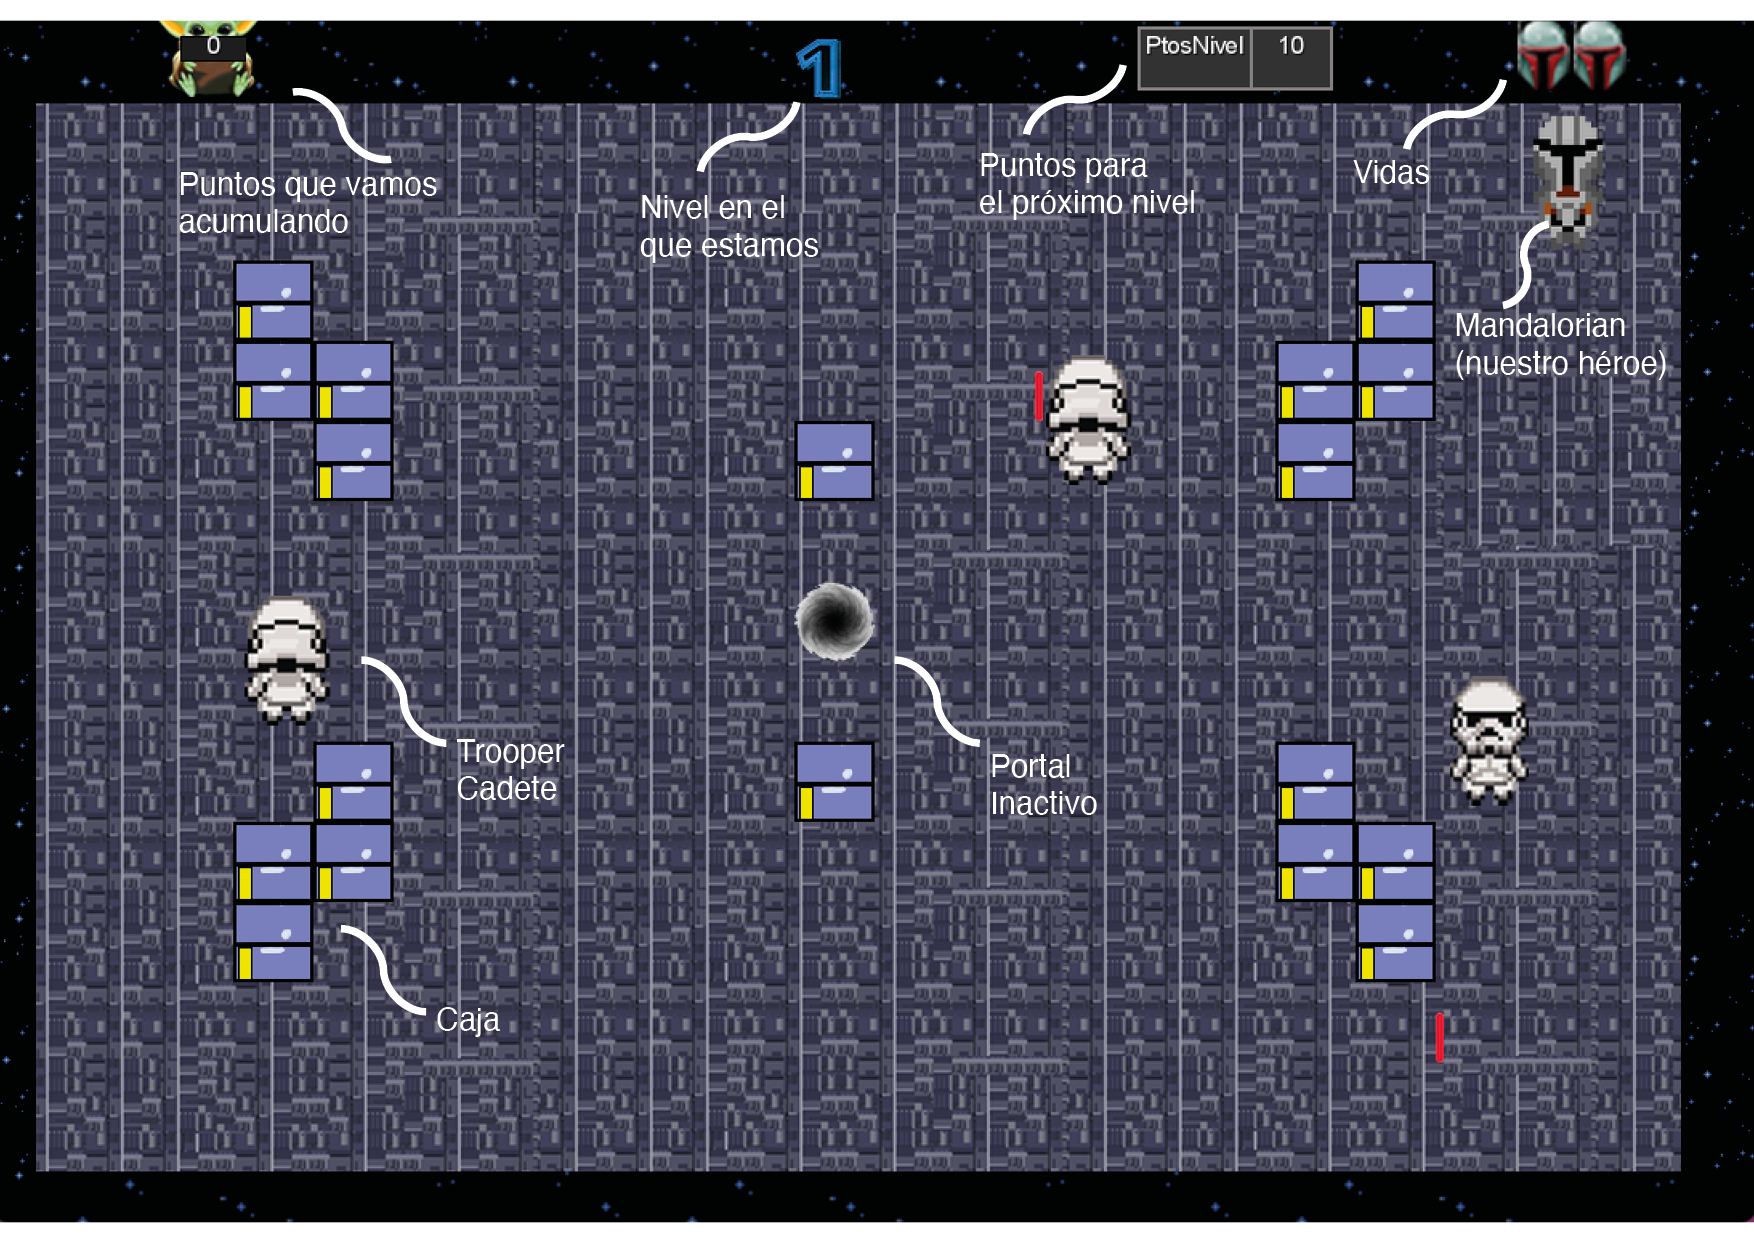 0
1
PtosNivel 10
Puntos que vamos
acumulando
Nivel en el
que estamos
Puntos para
el próximo nivel
Vidas
Mandalorian
(nuestro héroe)
Trooper
Cadete
Portal
Inactivo
Caja